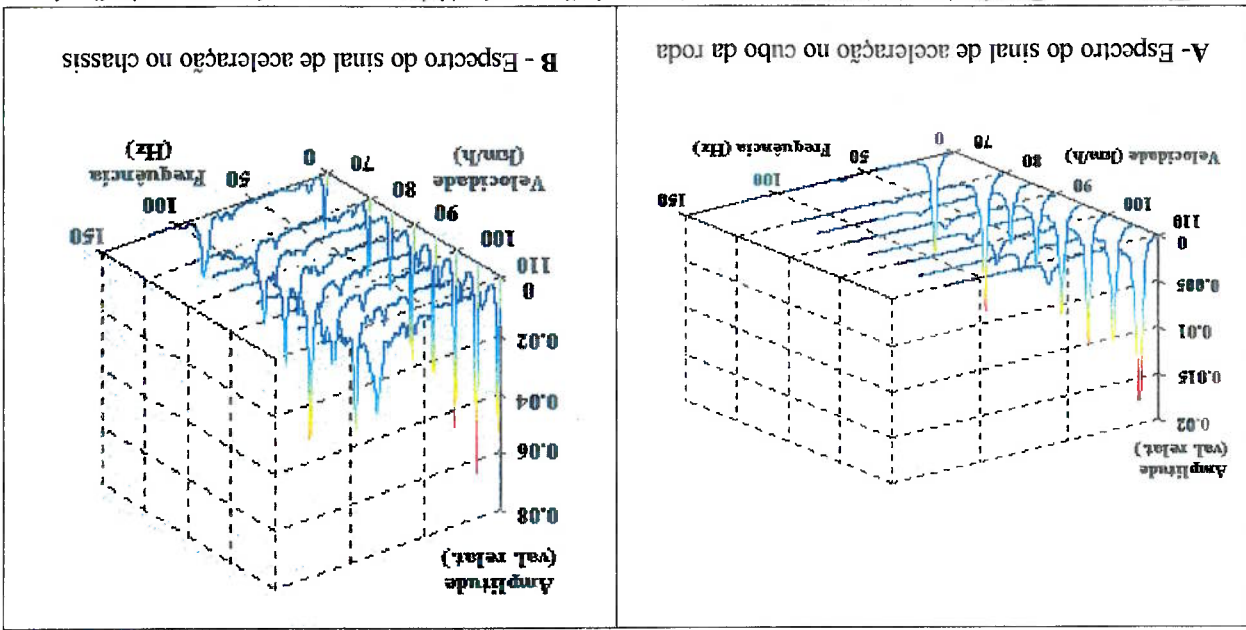 Amplitude
(val. relat.)
0.02
0.015
0.01
0.005
0
110
100
90
80
70
0
50
100
150
Velocidade (km/h)
Frequência (Hz)
A- Espectro do sinal de aceleração no cubo da roda
Amplitude
(val. relat.)
0.08
0.06
0.04
0.02
0
110
100
90
80
70
0
50
100
150
Velocidade
(km/h)
Frequência
(Hz)
B - Espectro do sinal de aceleração no chassis